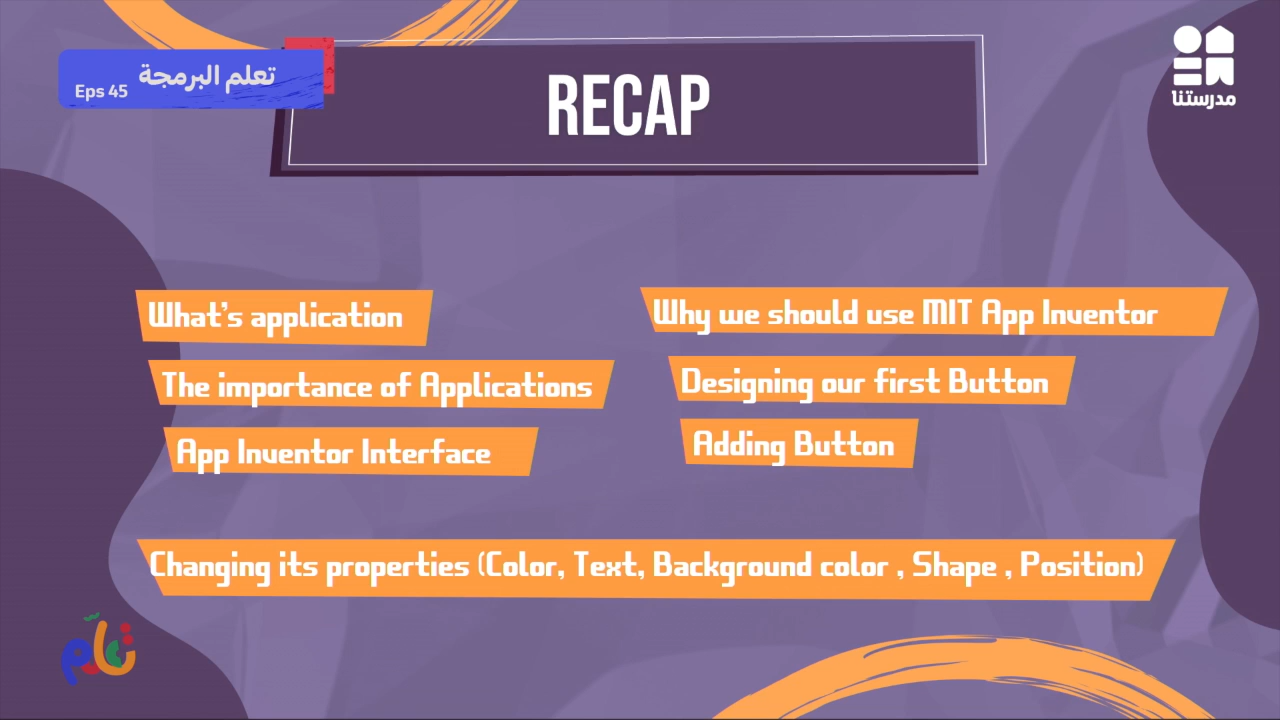 تعلم البرمجة
Eps 45
RECAP
مدرستنا
What's application
The importance of Applications
App Inventor Interface
Why we should use MIT App Inventor
Designing our first Button
Adding Button
Changing its properties (Color, Text, Background color , Shape , Position)